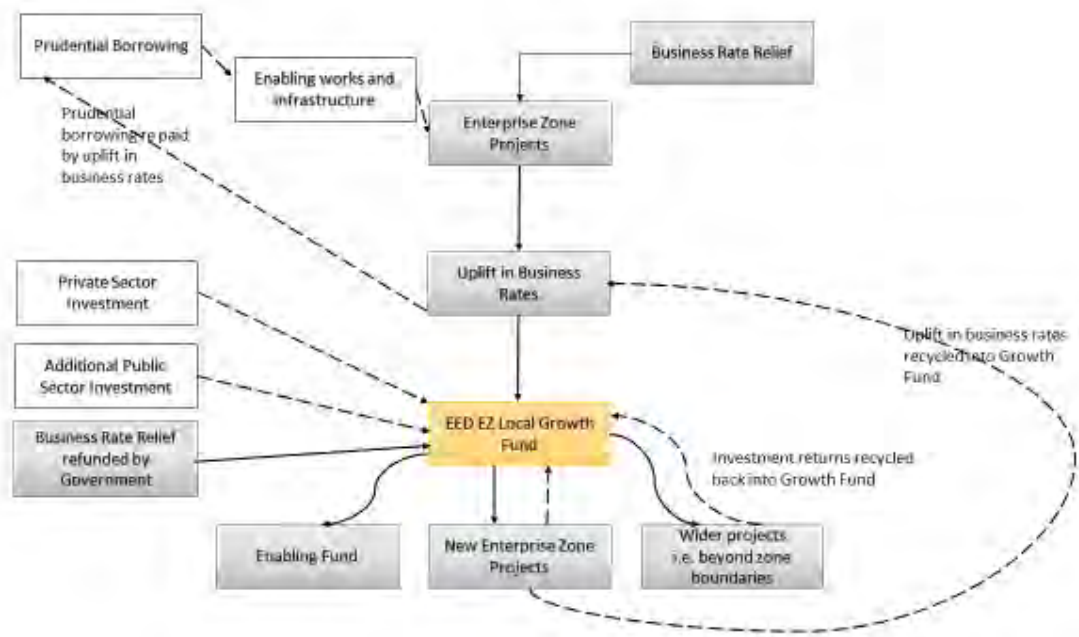 Prudential Borrowing
Business Rate Relief
Enabling works and
infrastructure
Prudential
borrowing re paid
by uplift in
business rates
Enterprise Zone
Projects
Private Sector
Investment
Uplift in Business
Rates
Uplift in business rates
recycled into Growth
Fund
Additional Public
Sector Investment
EED EZ Local Growth
Fund
Business Rate Relief
refunded by
Government
Investment returns recycled
back into Growth Fund
Enabling Fund
New Enterprise Zone
Projects
Wider projects
i.e. beyond zone
boundaries